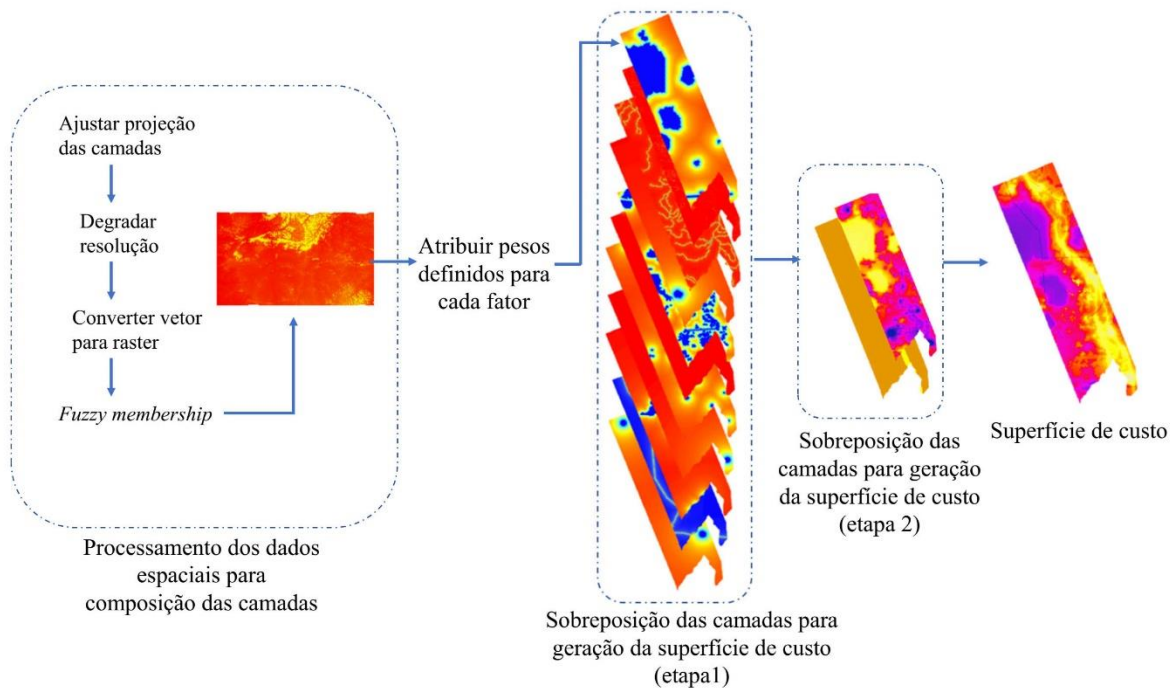 Ajustar projeção
das camadas
Degradar
resolução
Converter vetor
para raster
Fuzzy membership
Processamento dos dados
espaciais para
composição das camadas
Atribuir pesos
definidos para
cada fator
Sobreposição das camadas para
geração da superfície de custo
(etapa1)
Sobreposição das
camadas para geração
da superfície de custo
(etapa 2)
Superfície de custo